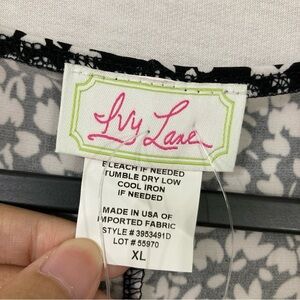 Ivy Lane
BLEACH IF NEEDED
TUMBLE DRY LOW
COOL IRON
IF NEEDED
MADE IN USA OF
IMPORTED FABRIC
STYLE # 3953491D
LOT # 55970
XL